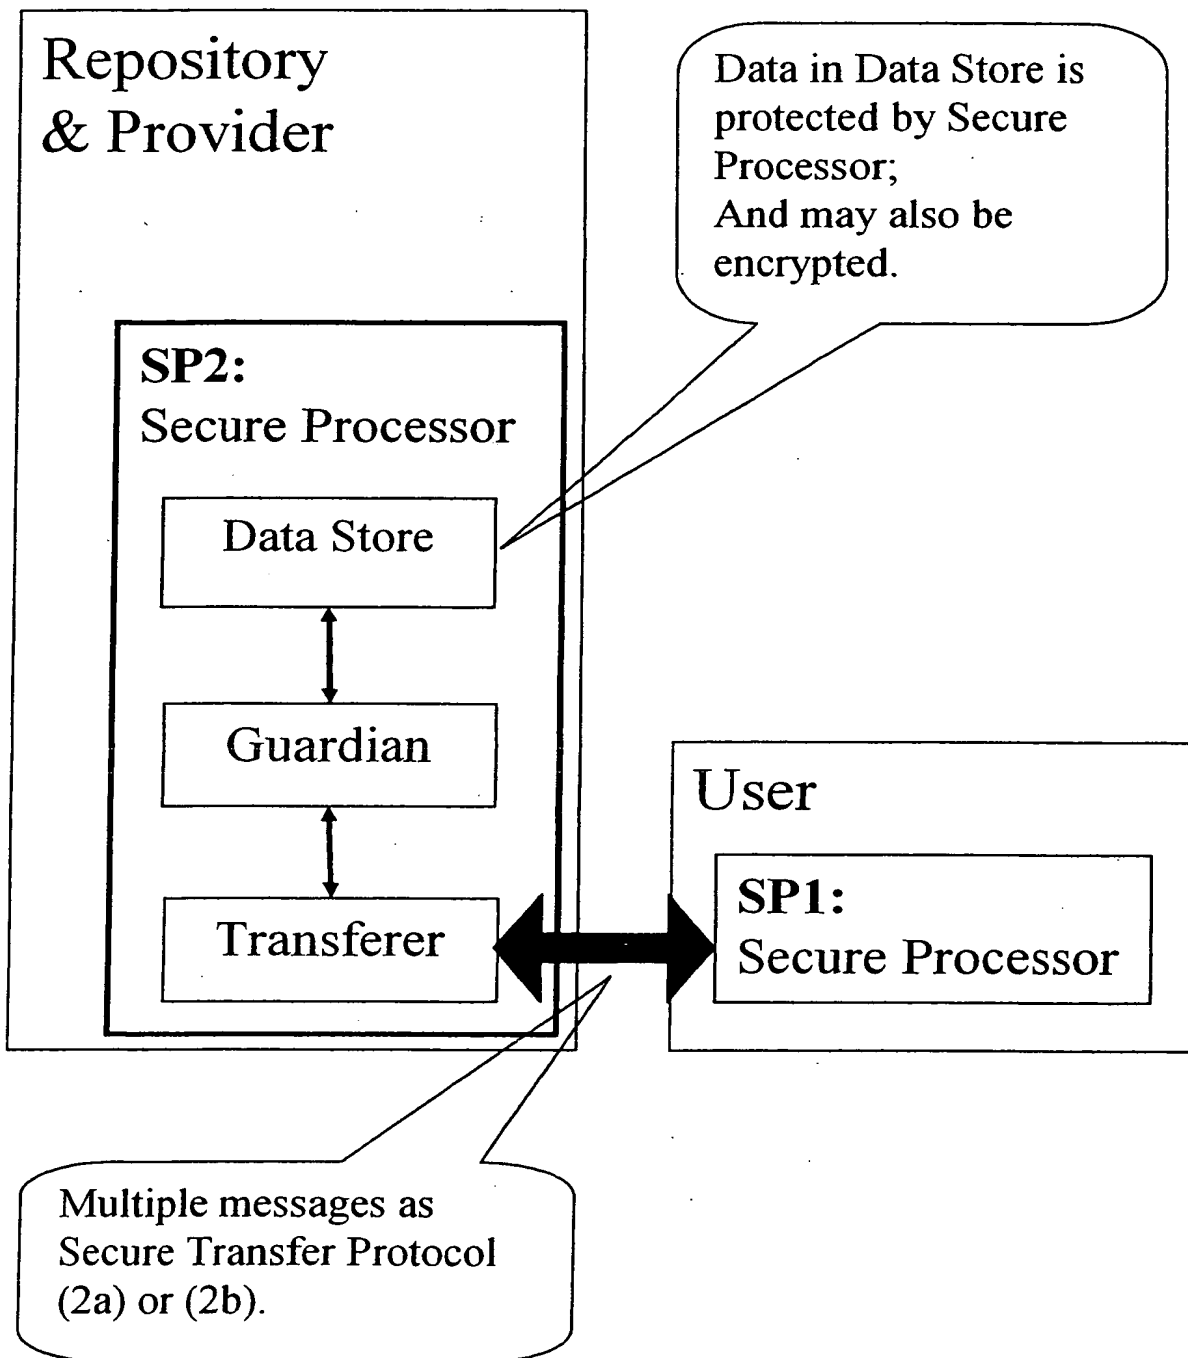 Repository
& Provider
Data in Data Store is
protected by Secure
Processor;
And may also be
encrypted.
SP2:
Secure Processor
Data Store
Guardian
Transferer
User
SP1:
Secure Processor
Multiple messages as
Secure Transfer Protocol
(2a) or (2b).